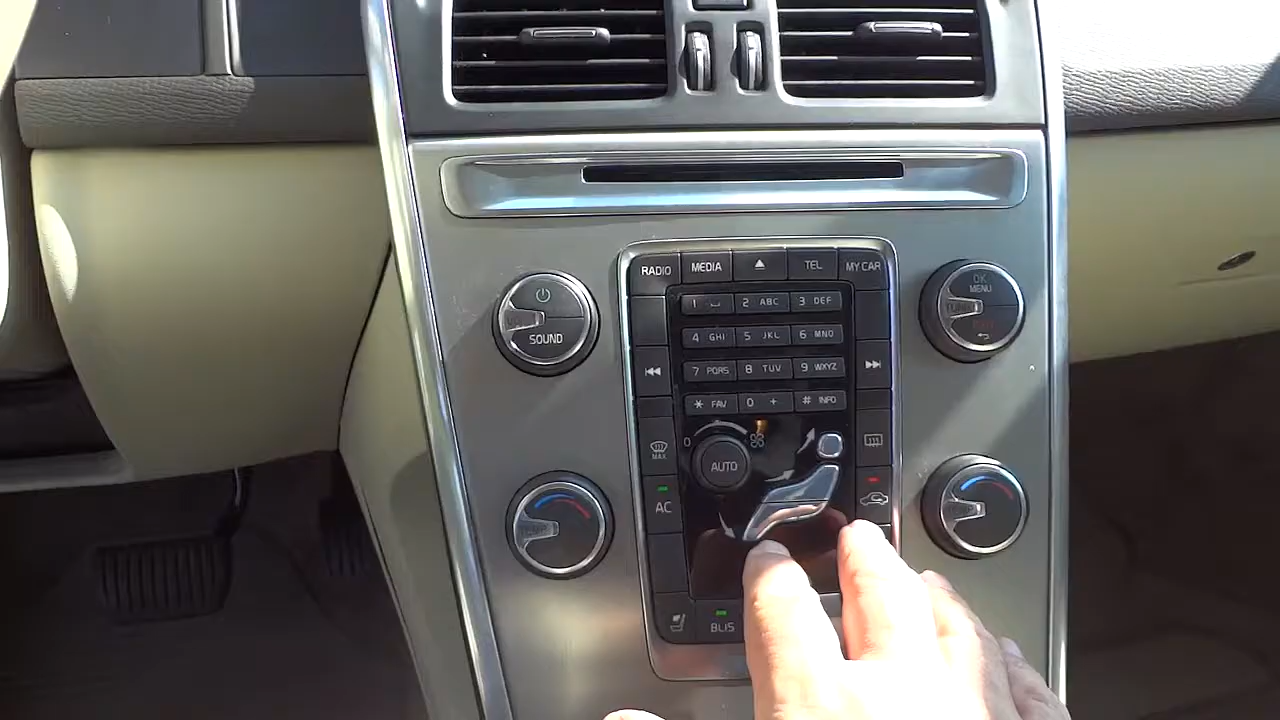 RADIO MEDIA TEL MY CAR
1 2 ABC 3 DEF
4 GHI 5 JKL 6 MNO
7 PQRS 8 TUV 9 WXYZ
* FAV 0 + # INFO
SOUND
OK
MENU
MAX
0
AUTO
AC
BLIS